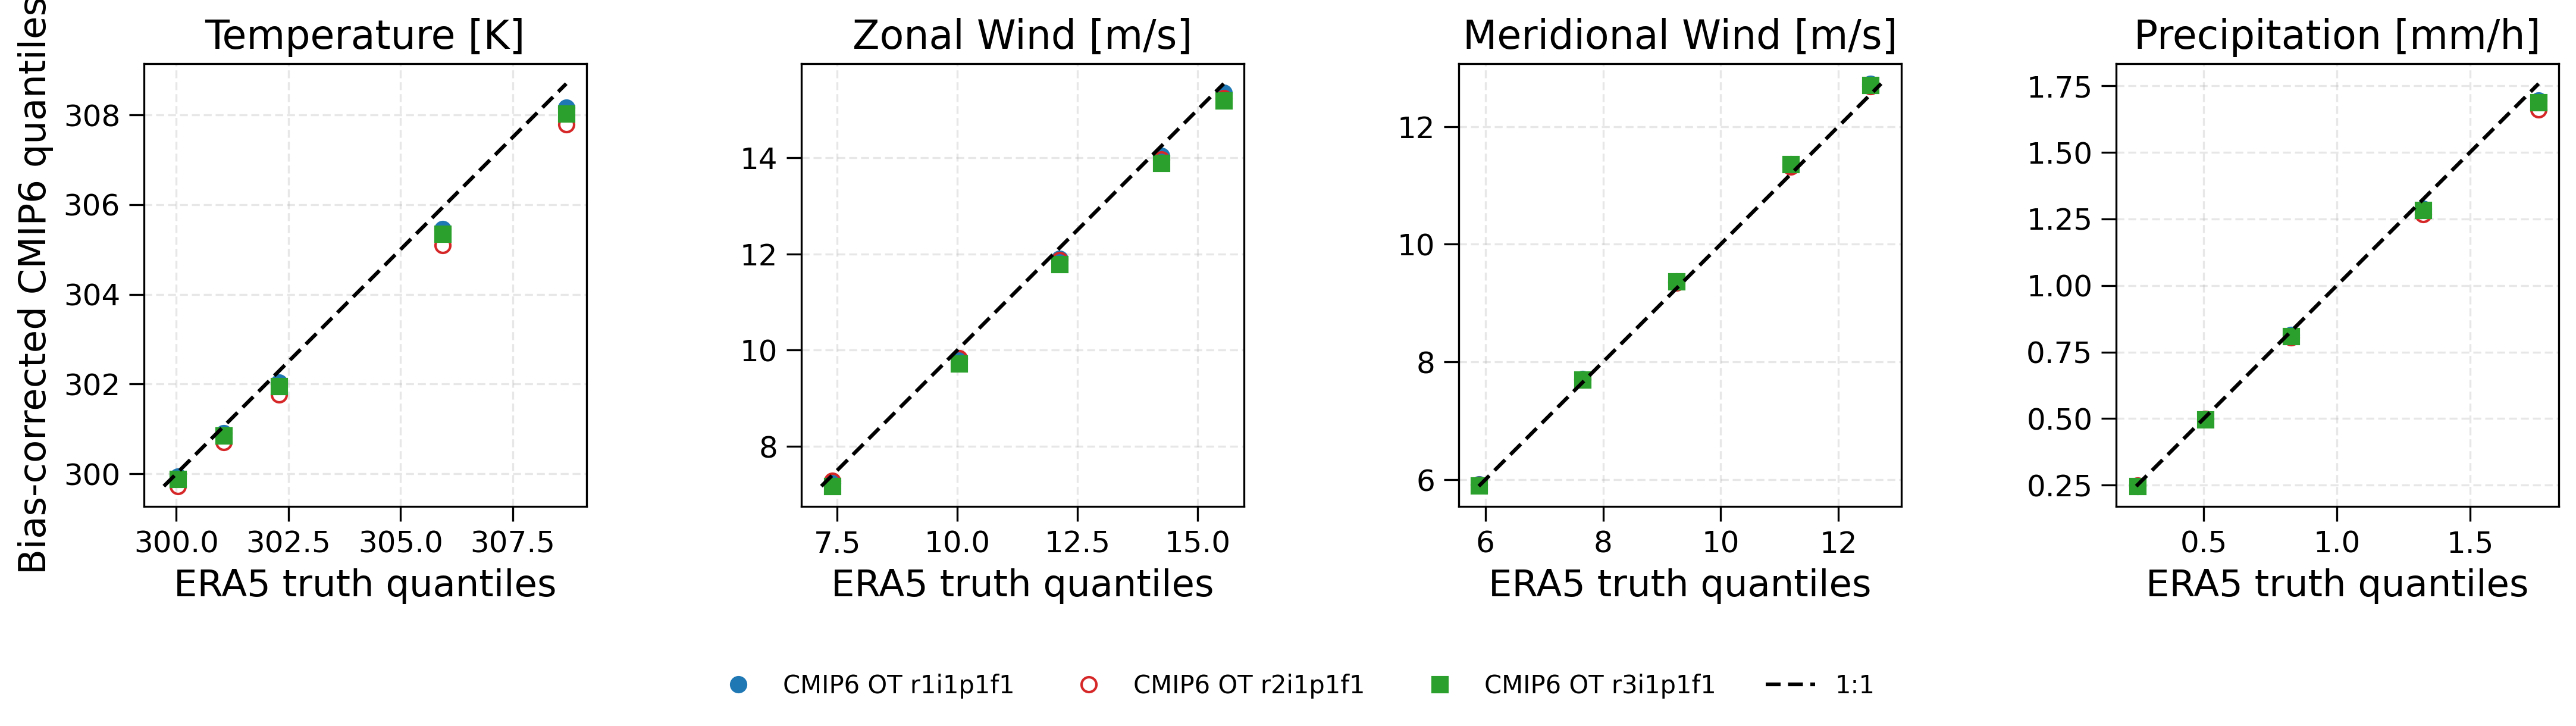 Bias-corrected CMIP6 quantiles
Temperature [K]
308
306
304
302
300
300.0 302.5 305.0 307.5
ERA5 truth quantiles
Zonal Wind [m/s]
14
12
10
8
7.5 10.0 12.5 15.0
ERA5 truth quantiles
Meridional Wind [m/s]
12
10
8
6
6 8 10 12
ERA5 truth quantiles
Precipitation [mm/h]
1.75
1.50
1.25
1.00
0.75
0.50
0.25
0.5 1.0 1.5
ERA5 truth quantiles
CMIP6 OT r1i1p1f1 CMIP6 OT r2i1p1f1 CMIP6 OT r3i1p1f1 1:1